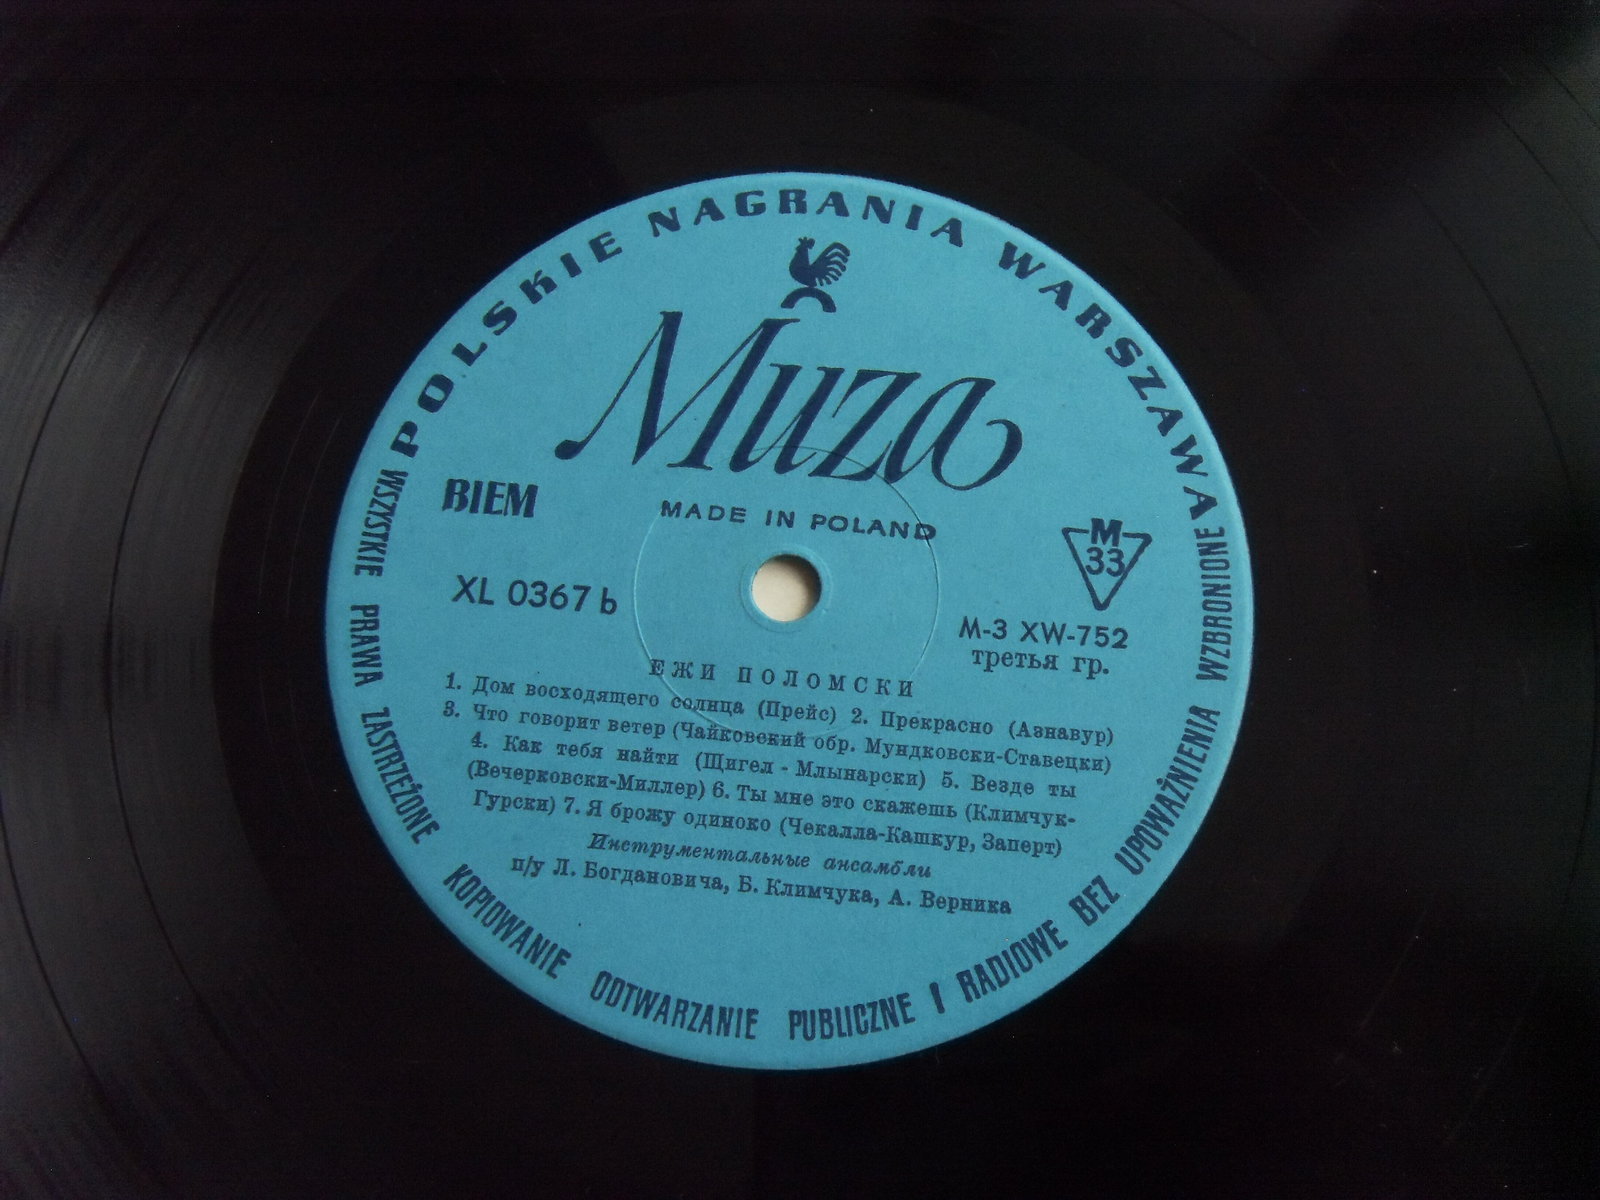 POLSKIE NAGRANIA WARSZAWA
Muza
BIEM
MADE IN POLAND
M
33
XL 0367 b
M-3 XW-752
третья гр.
ЕЖИ ПОЛОМСКИ
1. Дом восходящего солнца (Прейс) 2. Прекрасно (Азнавур)
3. Что говорит ветер (Чайковский обр. Мундковски-Ставецки)
4. Как тебя найти (Щигел - Млынарски) 5. Везде ты
(Вечерковски-Миллер) 6. Ты мне это скажешь (Климчук-
Гурски) 7. Я брожу одиноко (Чекалла-Кашкур, Заперт)
Инструментальные ансамбли
п/у Л. Богдановича, Б. Климчука, А. Верника
WSZYSTKIE PRAWA ZASTRZEŻONE KOPIOWANIE ODTWARZANIE PUBLICZNE I RADIOWE BEZ UPOWAŻNIENIA WZBRONIONE